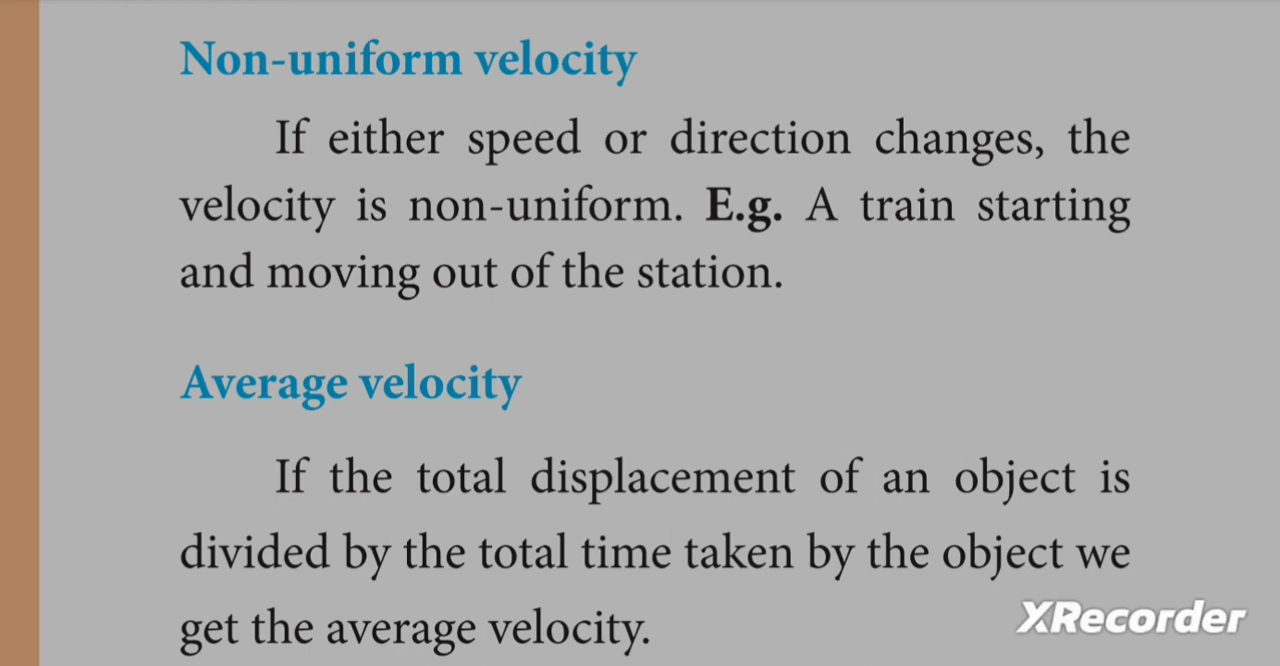 Non-uniform velocity
If either speed or direction changes, the
velocity is non-uniform. E.g. A train starting
and moving out of the station.
Average velocity
If the total displacement of an object is
divided by the total time taken by the object we
get the average velocity.
XRecorder